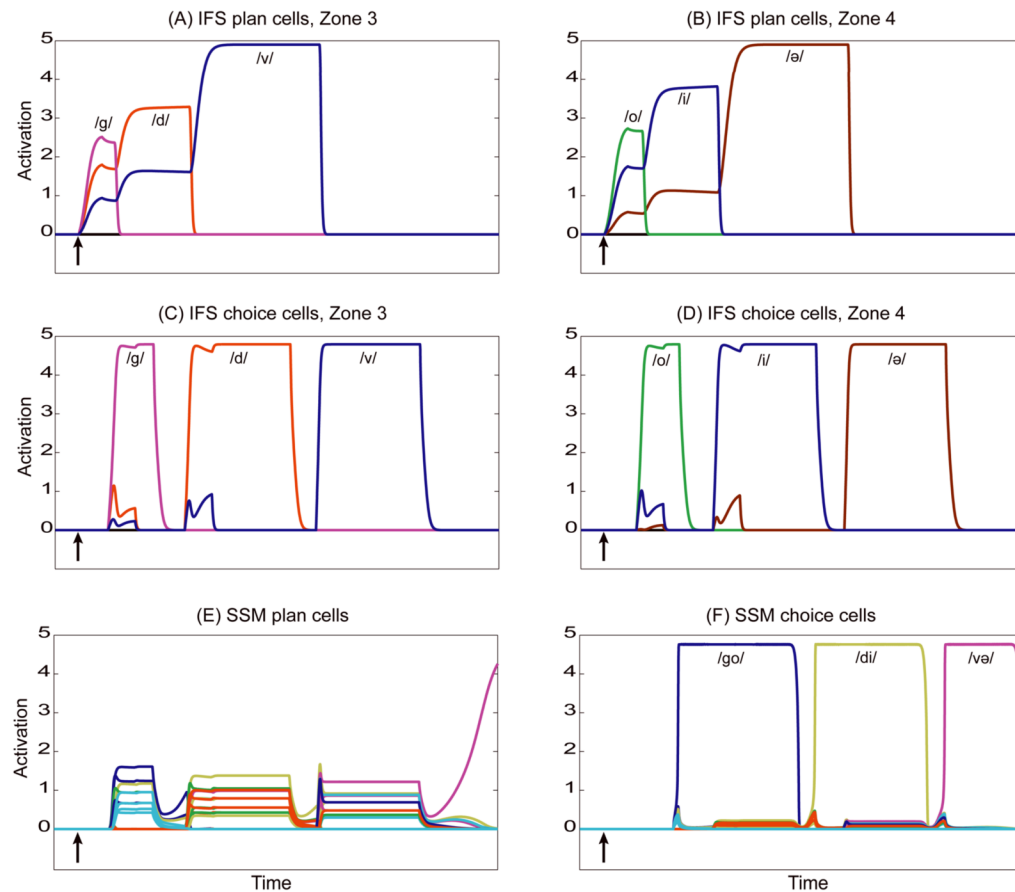 (A) IFS plan cells, Zone 3
(B) IFS plan cells, Zone 4
Activation
5
4
3
2
1
0
/g/
/d/
/v/
5
4
3
2
1
0
/o/
/i/
/ə/
(C) IFS choice cells, Zone 3
(D) IFS choice cells, Zone 4
Activation
5
4
3
2
1
0
/g/
/d/
/v/
5
4
3
2
1
0
/o/
/i/
/ə/
(E) SSM plan cells
(F) SSM choice cells
Activation
5
4
3
2
1
0
5
4
3
2
1
0
/go/
/di/
/və/
Time
Time